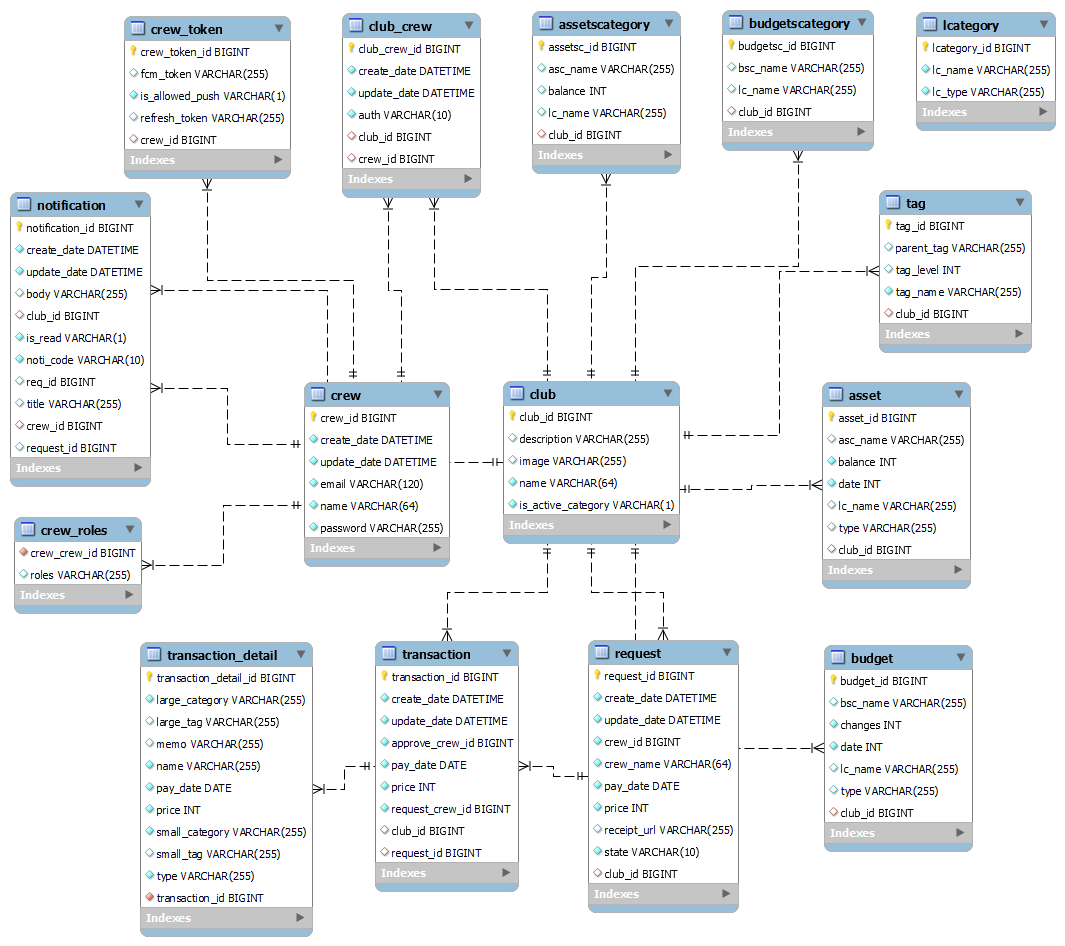 crew_token
crew_token_id BIGINT
fcm_token VARCHAR(255)
is_allowed_push VARCHAR(1)
refresh_token VARCHAR(255)
crew_id BIGINT
Indexes
club_crew
club_crew_id BIGINT
create_date DATETIME
update_date DATETIME
auth VARCHAR(10)
club_id BIGINT
crew_id BIGINT
Indexes
assetscategory
assetsc_id BIGINT
asc_name VARCHAR(255)
balance INT
lc_name VARCHAR(255)
club_id BIGINT
Indexes
budgetscategory
budgetsc_id BIGINT
bsc_name VARCHAR(255)
lc_name VARCHAR(255)
club_id BIGINT
Indexes
lcategory
lcategory_id BIGINT
lc_name VARCHAR(255)
lc_type VARCHAR(255)
Indexes
notification
notification_id BIGINT
create_date DATETIME
update_date DATETIME
body VARCHAR(255)
club_id BIGINT
is_read VARCHAR(1)
noti_code VARCHAR(10)
req_id BIGINT
title VARCHAR(255)
crew_id BIGINT
request_id BIGINT
Indexes
tag
tag_id BIGINT
parent_tag VARCHAR(255)
tag_level INT
tag_name VARCHAR(255)
club_id BIGINT
Indexes
crew
crew_id BIGINT
create_date DATETIME
update_date DATETIME
email VARCHAR(120)
name VARCHAR(64)
password VARCHAR(255)
Indexes
club
club_id BIGINT
description VARCHAR(255)
image VARCHAR(255)
name VARCHAR(64)
is_active_category VARCHAR(1)
Indexes
asset
asset_id BIGINT
asc_name VARCHAR(255)
balance INT
date INT
lc_name VARCHAR(255)
type VARCHAR(255)
club_id BIGINT
Indexes
crew_roles
crew_crew_id BIGINT
roles VARCHAR(255)
Indexes
transaction_detail
transaction_detail_id BIGINT
large_category VARCHAR(255)
large_tag VARCHAR(255)
memo VARCHAR(255)
name VARCHAR(255)
pay_date DATE
price INT
small_category VARCHAR(255)
small_tag VARCHAR(255)
type VARCHAR(255)
transaction_id BIGINT
Indexes
transaction
transaction_id BIGINT
create_date DATETIME
update_date DATETIME
approve_crew_id BIGINT
pay_date DATE
price INT
request_crew_id BIGINT
club_id BIGINT
request_id BIGINT
Indexes
request
request_id BIGINT
create_date DATETIME
update_date DATETIME
crew_id BIGINT
crew_name VARCHAR(64)
pay_date DATE
price INT
receipt_url VARCHAR(255)
state VARCHAR(10)
club_id BIGINT
Indexes
budget
budget_id BIGINT
bsc_name VARCHAR(255)
changes INT
date INT
lc_name VARCHAR(255)
type VARCHAR(255)
club_id BIGINT
Indexes